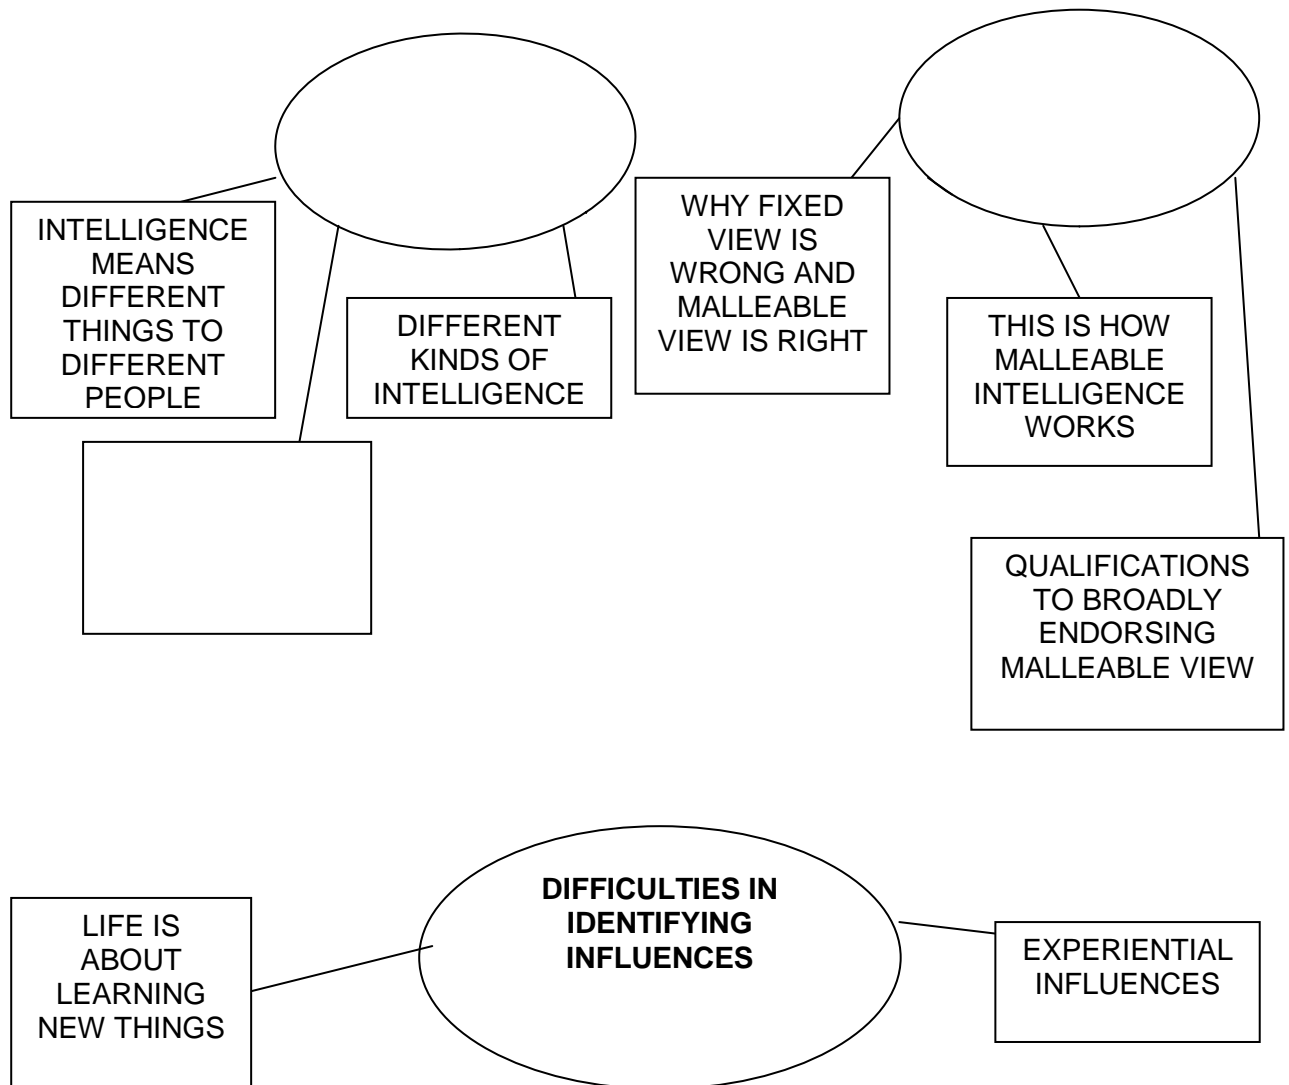 INTELLIGENCE
MEANS
DIFFERENT
THINGS TO
DIFFERENT
PEOPLE
DIFFERENT
KINDS OF
INTELLIGENCE
WHY FIXED
VIEW IS
WRONG AND
MALLEABLE
VIEW IS RIGHT
THIS IS HOW
MALLEABLE
INTELLIGENCE
WORKS
QUALIFICATIONS
TO BROADLY
ENDORSING
MALLEABLE VIEW
LIFE IS
ABOUT
LEARNING
NEW THINGS
DIFFICULTIES IN
IDENTIFYING
INFLUENCES
EXPERIENTIAL
INFLUENCES